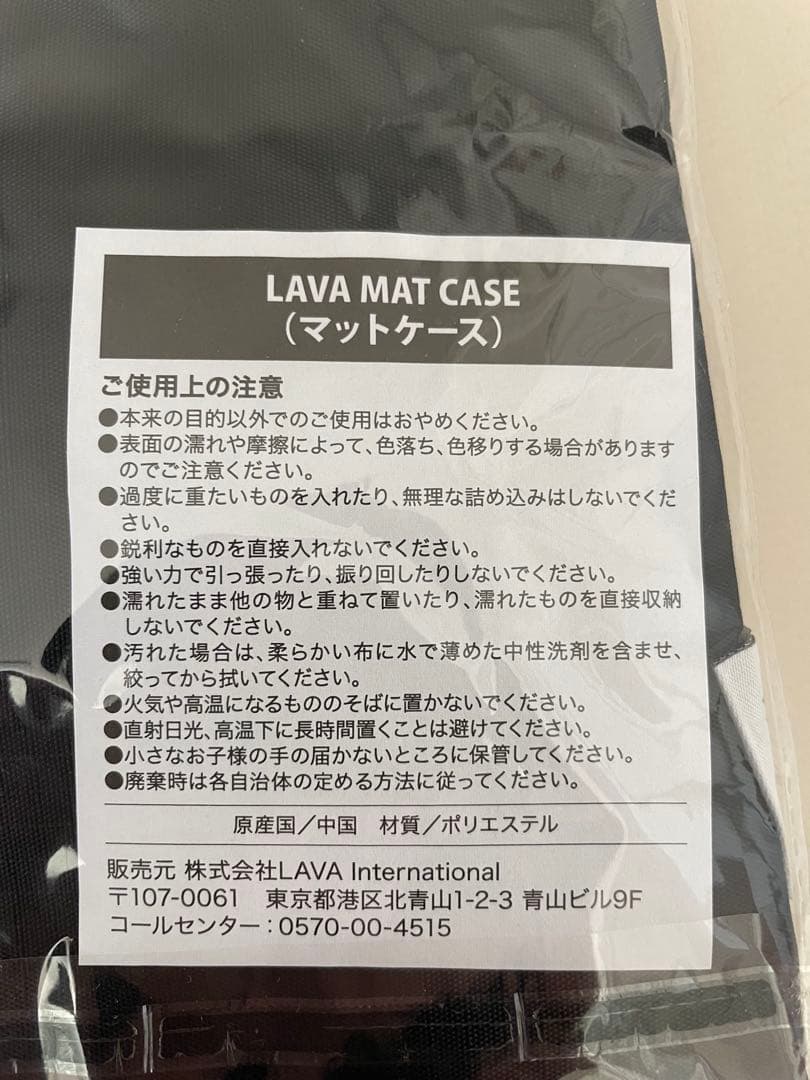 LAVA MAT CASE
（マットケース）
ご使用上の注意
●本来の目的以外でのご使用はおやめください。
●表面の濡れや摩擦によって、色落ち、色移りする場合があります
のでご注意ください。
●過度に重たいものを入れたり、無理な詰め込みはしないでくだ
さい。
●鋭利なものを直接入れないでください。
●強い力で引っ張ったり、振り回したりしないでください。
●濡れたまま他の物と重ねて置いたり、濡れたものを直接収納
しないでください。
●汚れた場合は、柔らかい布に水で薄めた中性洗剤を含ませ、
絞ってから拭いてください。
●火気や高温になるもののそばに置かないでください。
●直射日光、高温下に長時間置くことは避けてください。
●小さなお子様の手の届かないところに保管してください。
●廃棄時は各自治体の定める方法に従ってください。
原産国／中国　材質／ポリエステル
販売元 株式会社LAVA International
〒107-0061　東京都港区北青山1-2-3 青山ビル9F
コールセンター：0570-00-4515